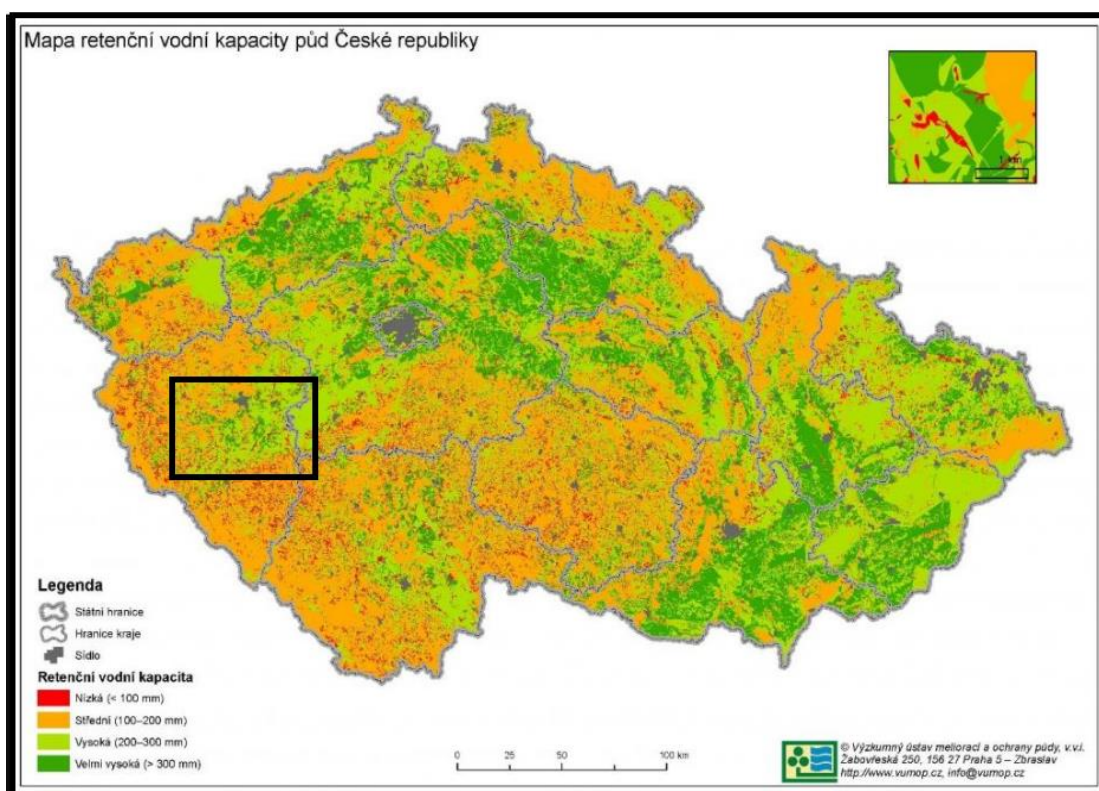 Mapa retenční vodní kapacity půd České republiky
1 km
Legenda
Státní hranice
Hranice kraje
Sídlo
Retenční vodní kapacita
Nízká (< 100 mm)
Střední (100–200 mm)
Vysoká (200–300 mm)
Velmi vysoká (> 300 mm)
0 25 50 100 km
© Výzkumný ústav meliorací a ochrany půdy, v.v.i.
Žabovřeská 250, 156 27 Praha 5 – Zbraslav
http://www.vumop.cz, info@vumop.cz